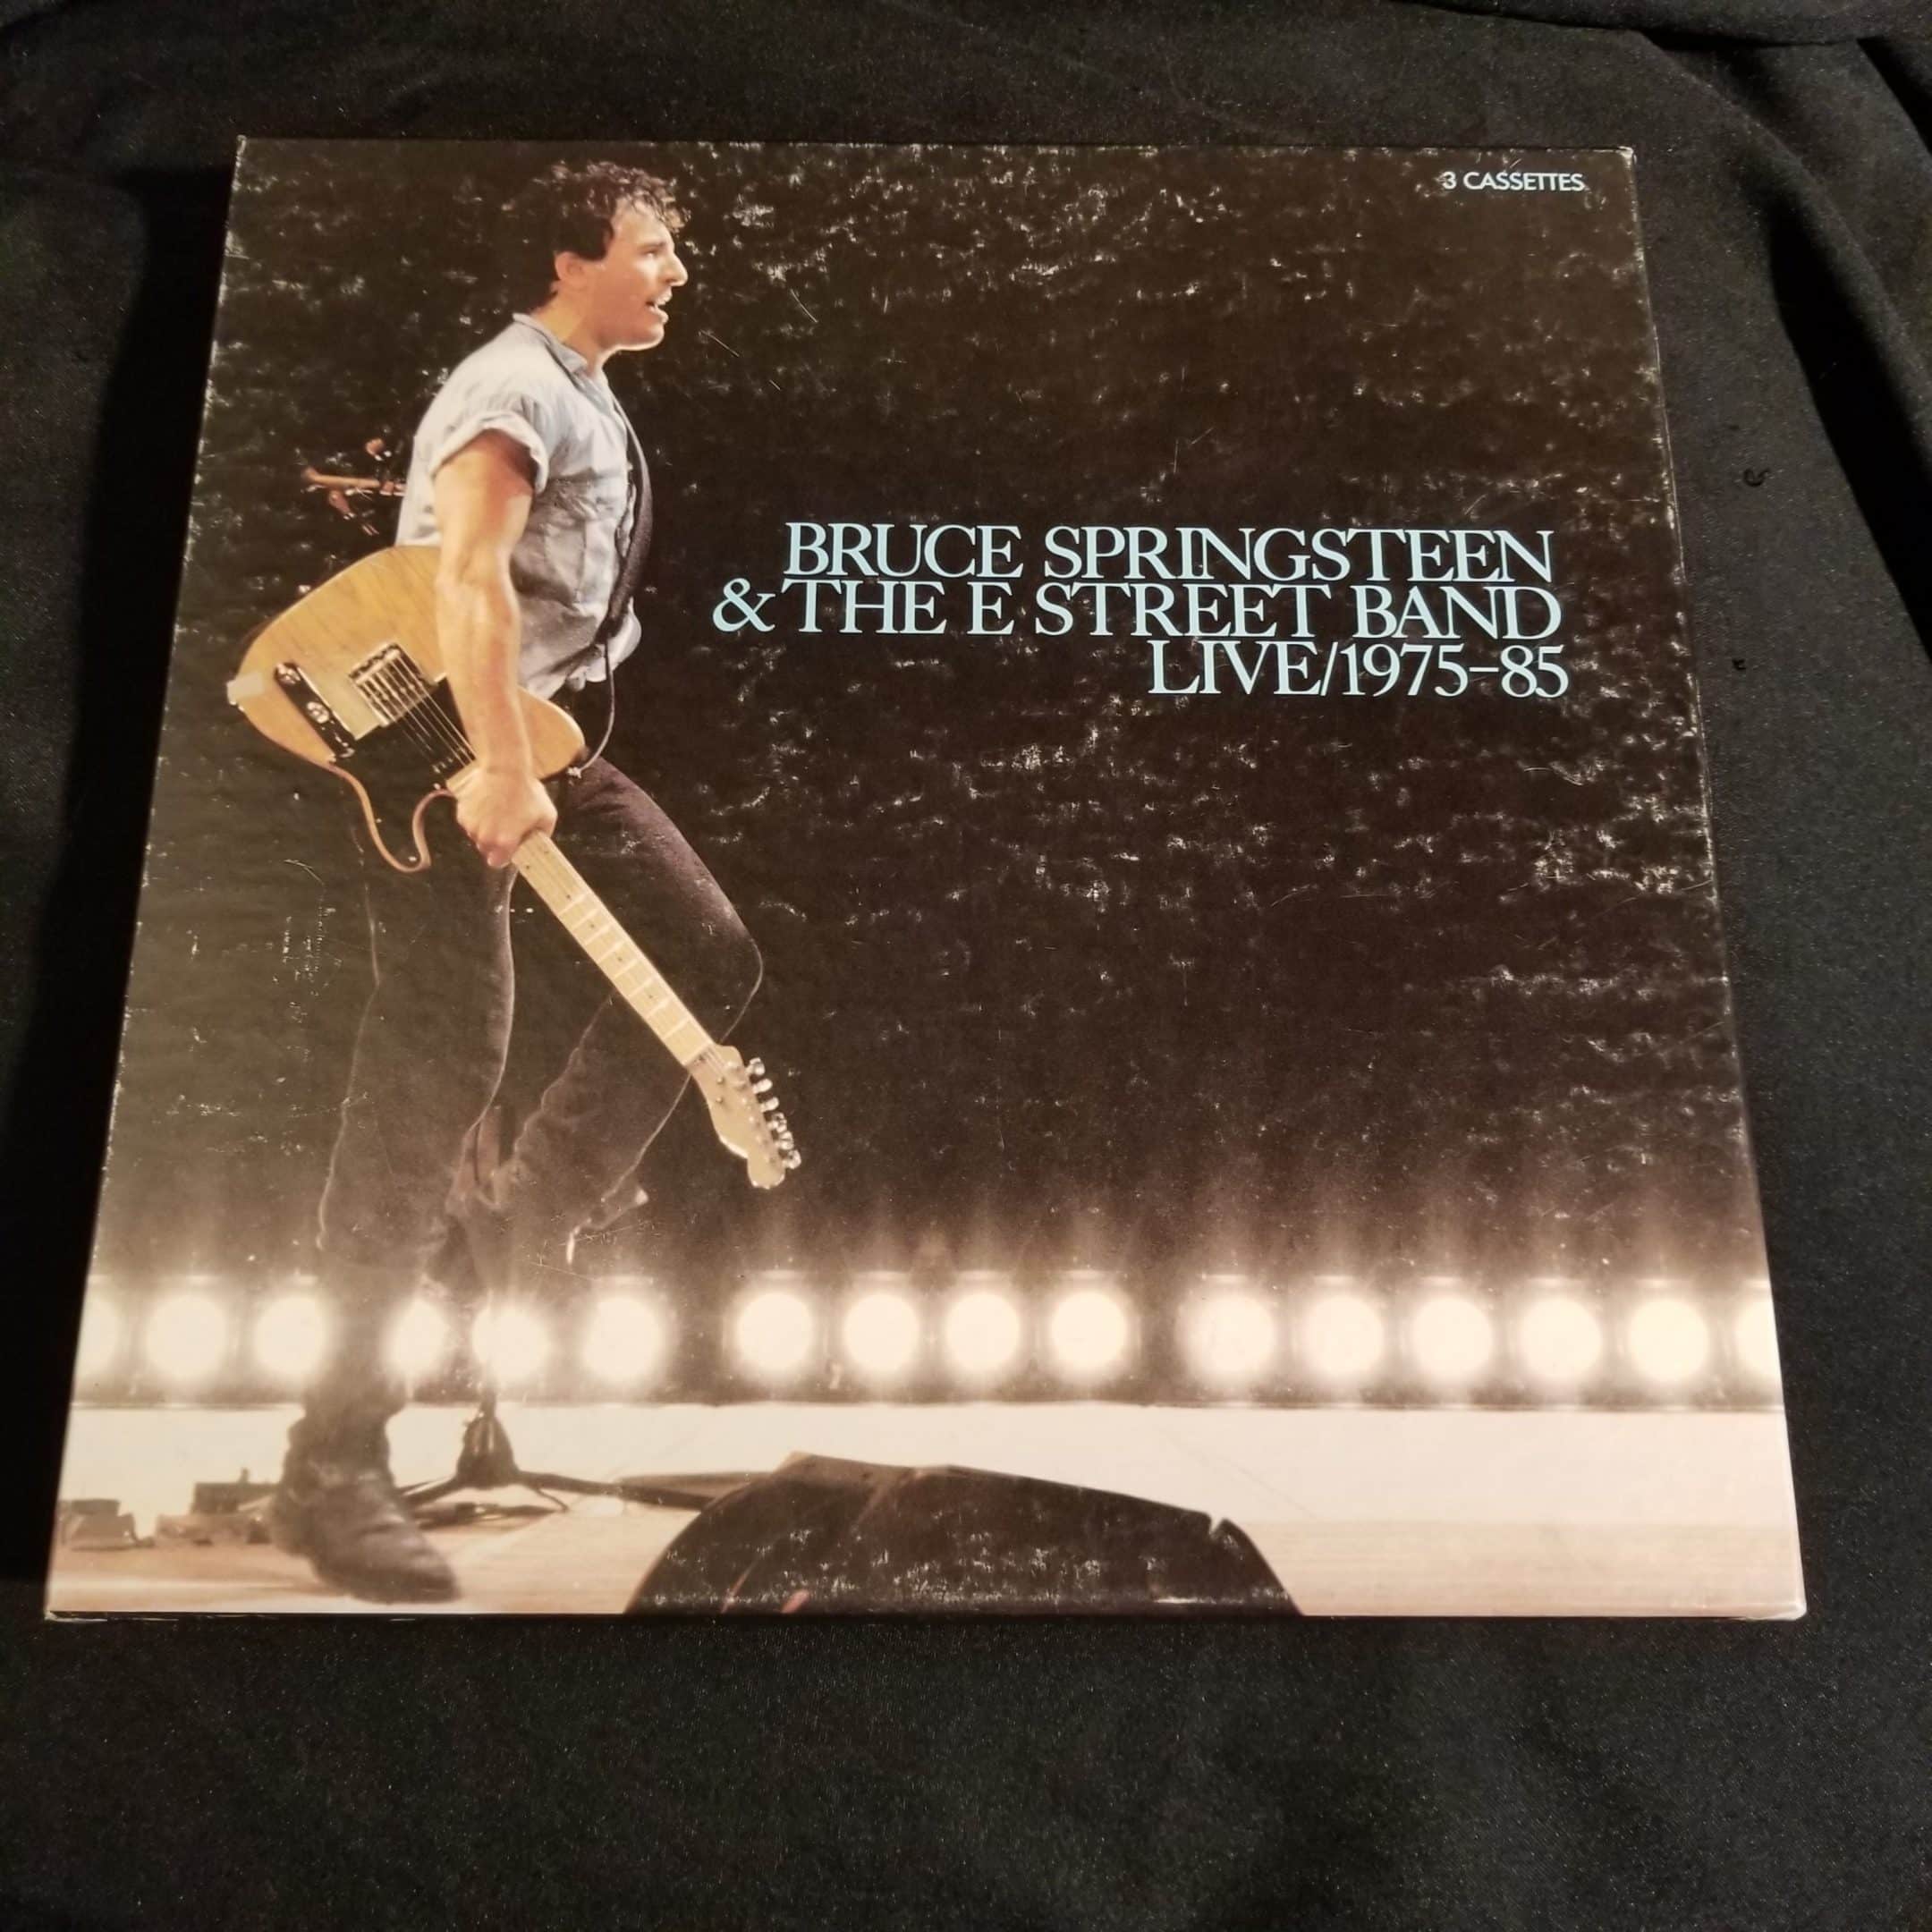 3 CASSETTES
BRUCE SPRINGSTEEN
& THE E STREET BAND
LIVE/1975–85